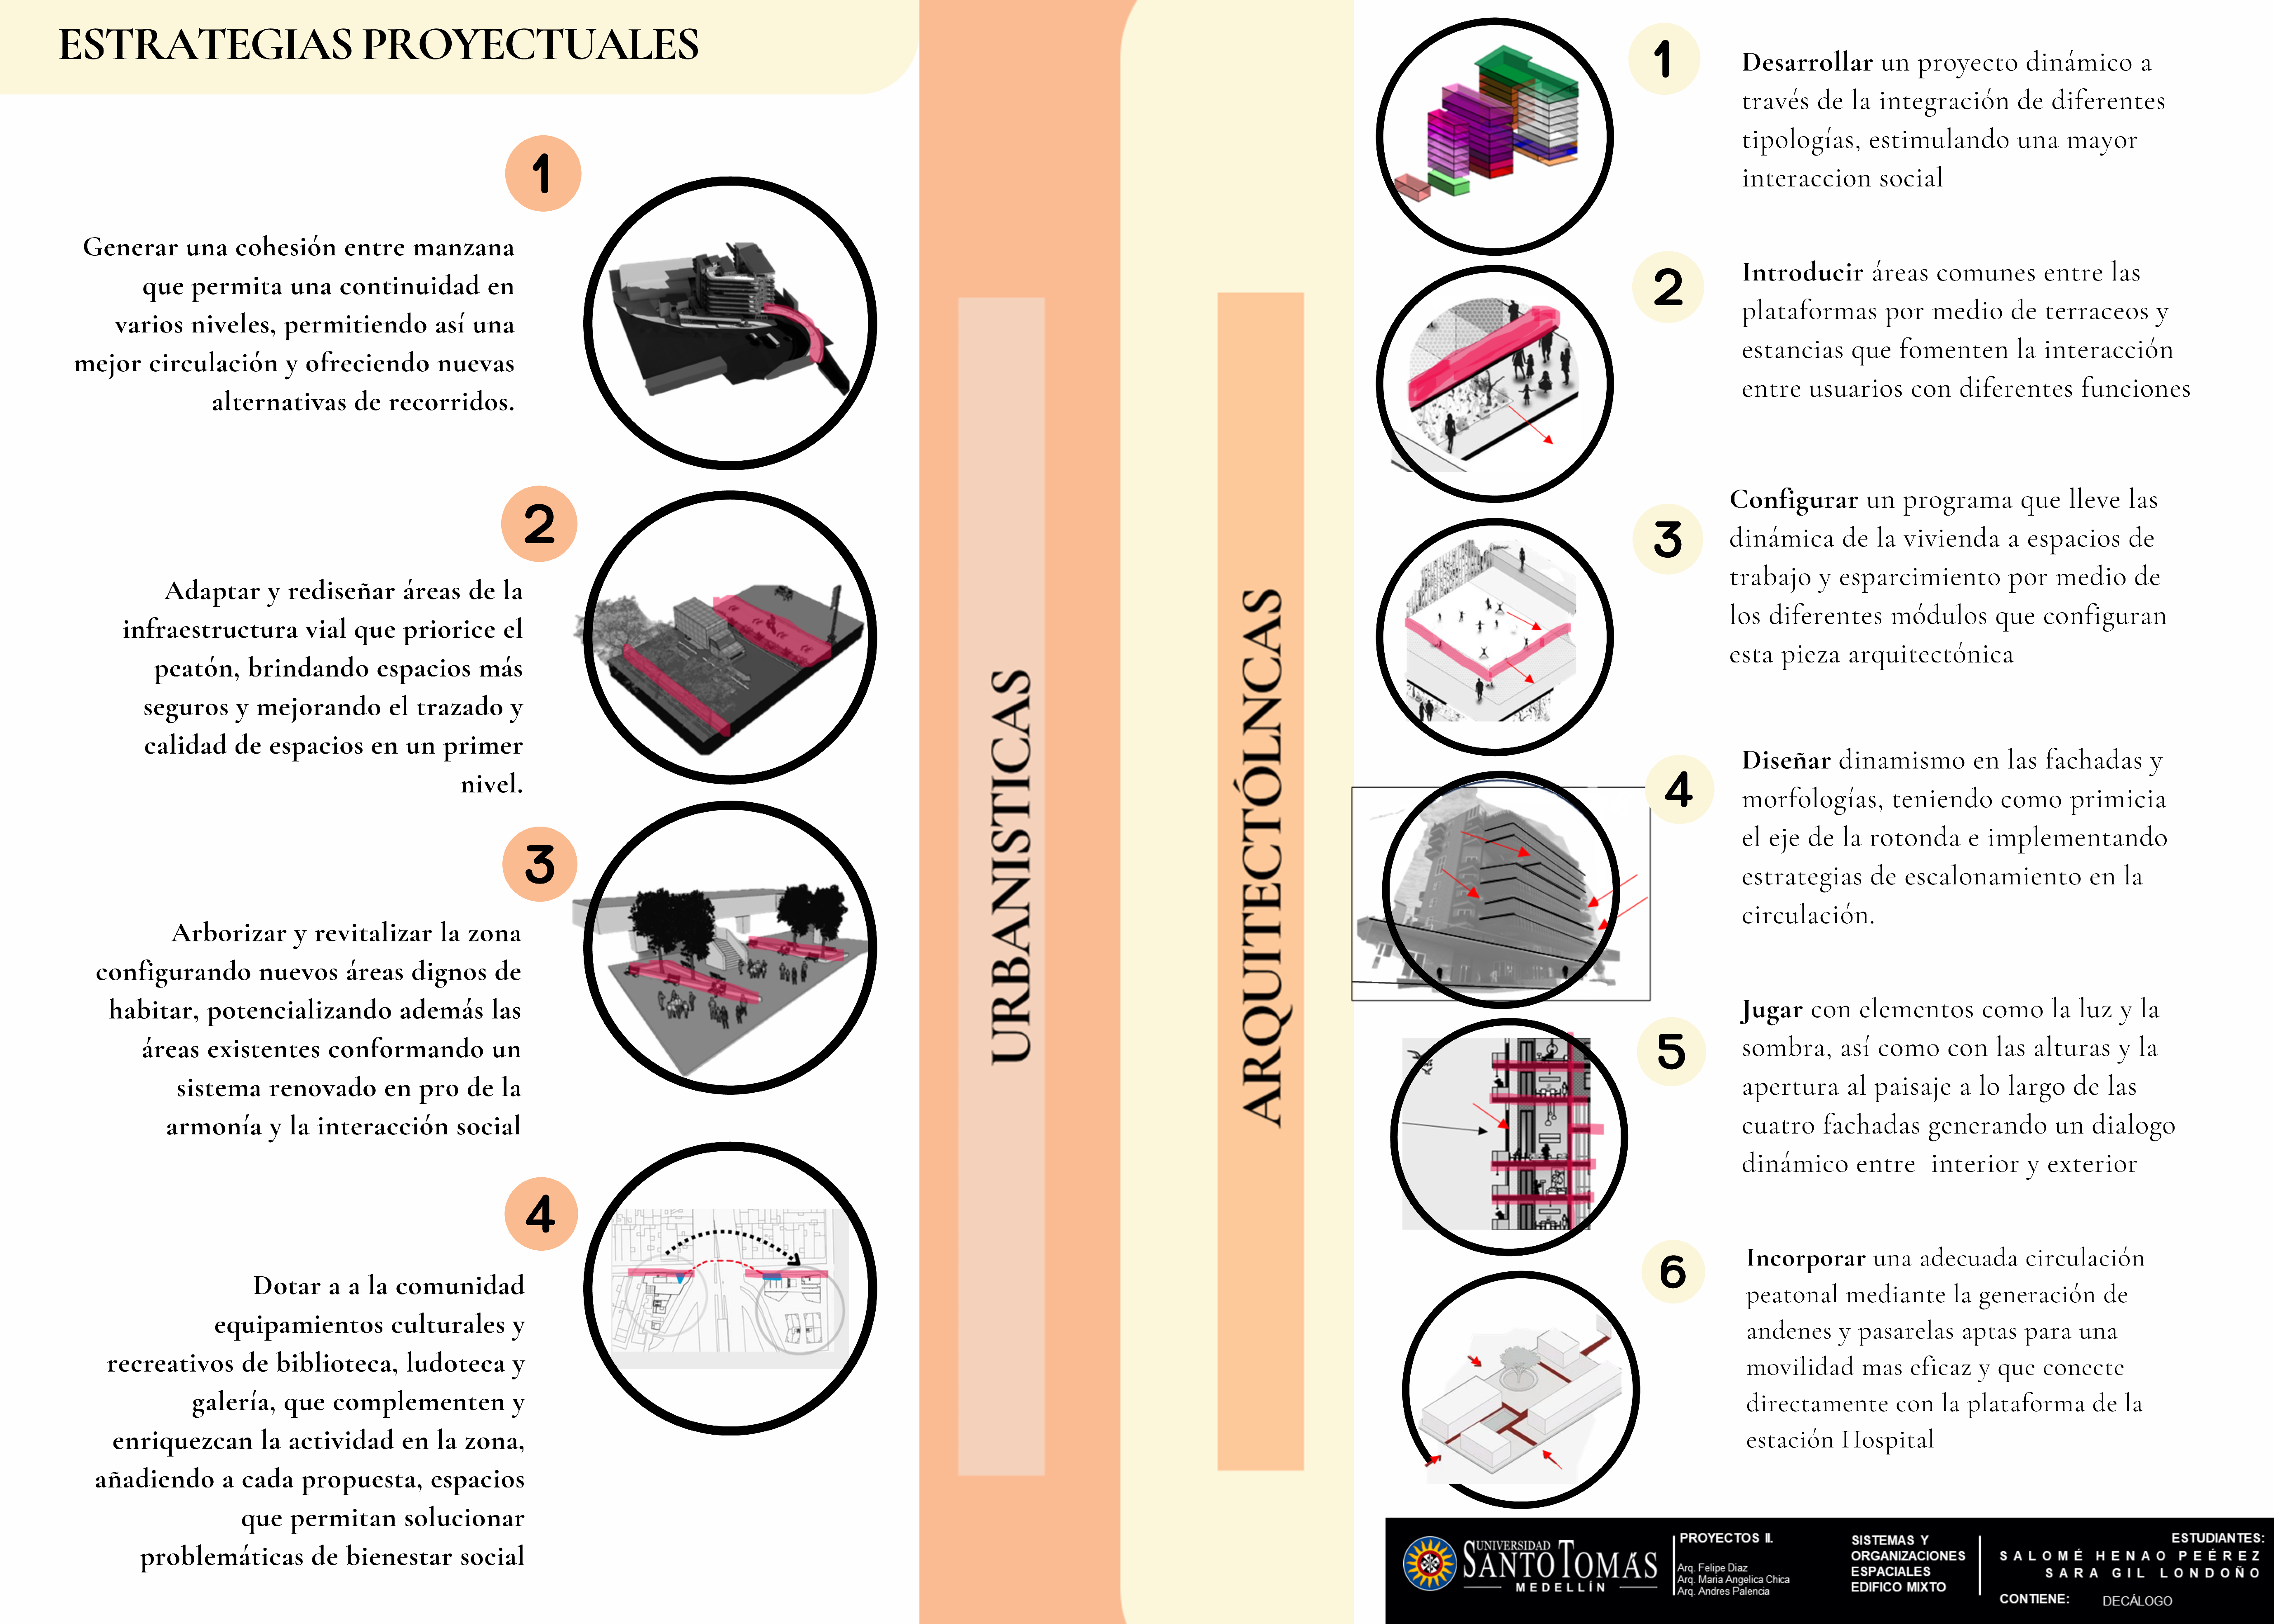 ESTRATEGIAS PROYECTUALES
1
Generar una cohesión entre manzana
que permita una continuidad en
varios niveles, permitiendo así una
mejor circulación y ofreciendo nuevas
alternativas de recorridos.
2
Adaptar y rediseñar áreas de la
infraestructura vial que priorice el
peatón, brindando espacios más
seguros y mejorando el trazado y
calidad de espacios en un primer
nivel.
3
Arborizar y revitalizar la zona
configurando nuevos áreas dignos de
habitar, potencializando además las
áreas existentes conformando un
sistema renovado en pro de la
armonía y la interacción social
4
Dotar a a la comunidad
equipamientos culturales y
recreativos de biblioteca, ludoteca y
galería, que complementen y
enriquezcan la actividad en la zona,
añadiendo a cada propuesta, espacios
que permitan solucionar
problemáticas de bienestar social
URBANISTICAS
ARQUITECTÓLNCAS
1
Desarrollar un proyecto dinámico a
través de la integración de diferentes
tipologías, estimulando una mayor
interaccion social
2
Introducir áreas comunes entre las
plataformas por medio de terraceos y
estancias que fomenten la interacción
entre usuarios con diferentes funciones
3
Configurar un programa que lleve las
dinámica de la vivienda a espacios de
trabajo y esparcimiento por medio de
los diferentes módulos que configuran
esta pieza arquitectónica
4
Diseñar dinamismo en las fachadas y
morfologías, teniendo como primicia
el eje de la rotonda e implementando
estrategias de escalonamiento en la
circulación.
5
Jugar con elementos como la luz y la
sombra, así como con las alturas y la
apertura al paisaje a lo largo de las
cuatro fachadas generando un dialogo
dinámico entre interior y exterior
6
Incorporar una adecuada circulación
peatonal mediante la generación de
andenes y pasarelas aptas para una
movilidad mas eficaz y que conecte
directamente con la plataforma de la
estación Hospital
UNIVERSIDAD
SANTO TOMÁS
MEDELLÍN
PROYECTOS II.
Arq. Felipe Diaz
Arq. Maria Angelica Chica
Arq. Andres Palencia
SISTEMAS Y
ORGANIZACIONES
ESPACIALES
EDIFICO MIXTO
ESTUDIANTES:
SALOMÉ HENAO PEÉREZ
SARA GIL LONDOÑO
CONTIENE: DECÁLOGO